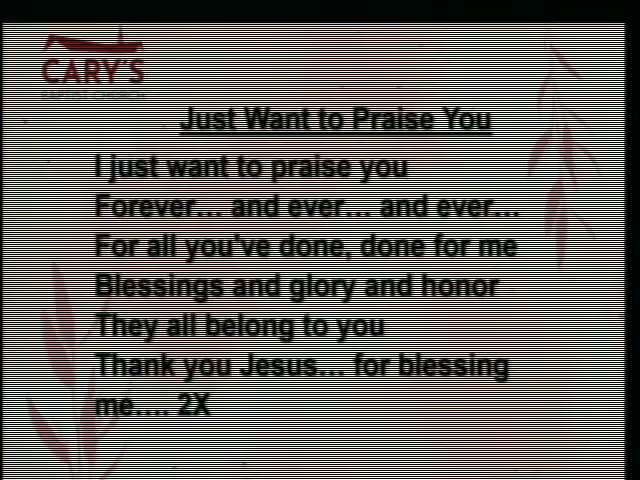 CARY'S
BAPTIST CHURCH
Just Want to Praise You
I just want to praise you
Forever... and ever... and ever...
For all you've done, done for me
Blessings and glory and honor
They all belong to you
Thank you Jesus... for blessing
me.... 2X